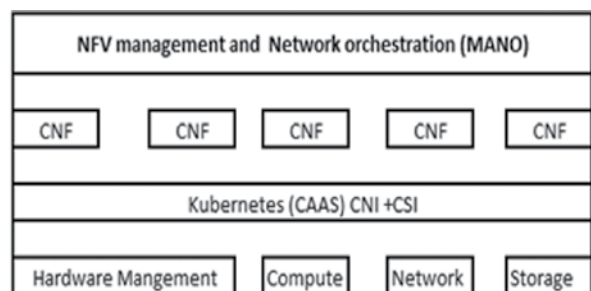 NFV management and Network orchestration (MANO)
CNF CNF CNF CNF CNF
Kubernetes (CAAS) CNI +CSI
Hardware Mangement Compute Network Storage